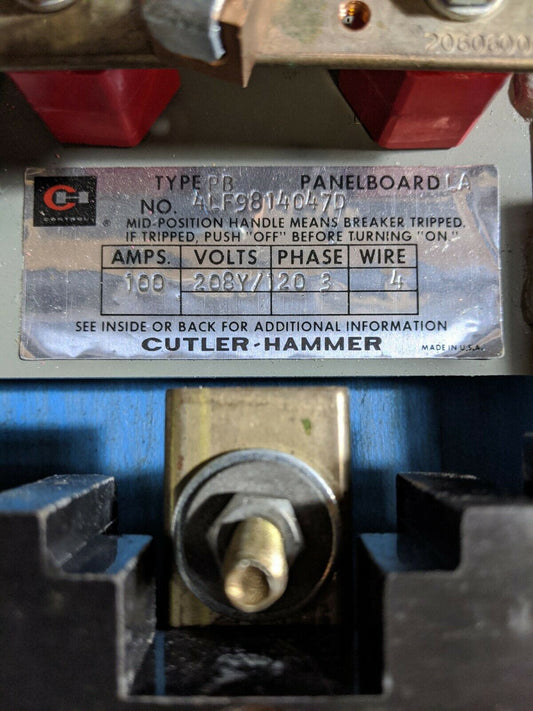 2060600
TYPE PB PANELBOARD LA
NO. 4LF9814047D
CH
CONTROL ®
MID-POSITION HANDLE MEANS BREAKER TRIPPED.
IF TRIPPED, PUSH "OFF" BEFORE TURNING "ON."
AMPS. VOLTS PHASE WIRE
100 208Y/120 3 4
SEE INSIDE OR BACK FOR ADDITIONAL INFORMATION
CUTLER-HAMMER
MADE IN U.S.A.